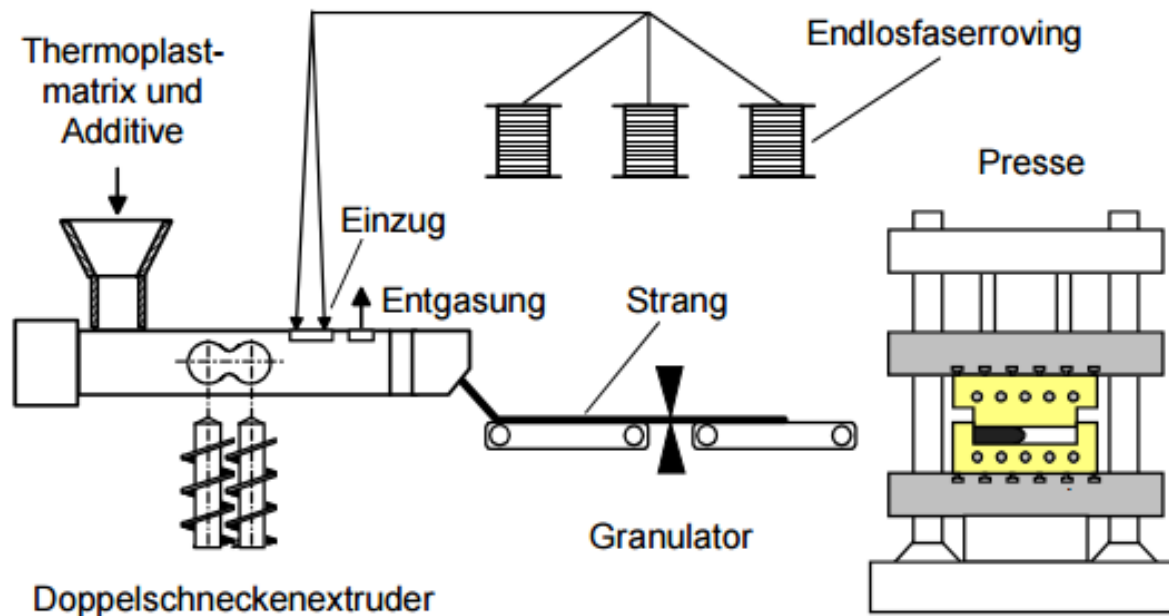 Thermoplast-
matrix und
Additive
Endlosfaserroving
Presse
Einzug
Entgasung
Strang
Granulator
Doppelschneckenextruder